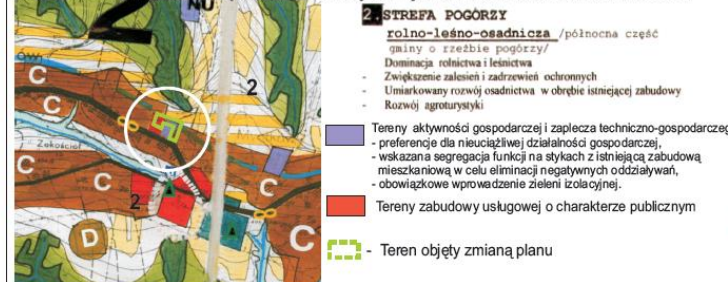 NU
2
C
C
C
C
C
C
2
D
2. STREFA POGÓRZY
rolno-leśno-osadnicza /północna część
gminy o rzeźbie pogórzy/
Dominacja rolnictwa i leśnictwa
- Zwiększenie zalesień i zadrzewień ochronnych
- Umiarkowany rozwój osadnictwa w obrębie istniejącej zabudowy
- Rozwój agroturystyki
Tereny aktywności gospodarczej i zaplecza techniczno-gospodarczeg
- preferencje dla nieuciążliwej działalności gospodarczej,
- wskazana segregacja funkcji na stykach z istniejącą zabudową
mieszkaniową w celu eliminacji negatywnych oddziaływań,
- obowiązkowe wprowadzenie zieleni izolacyjnej.
Tereny zabudowy usługowej o charakterze publicznym
- Teren objęty zmianą planu